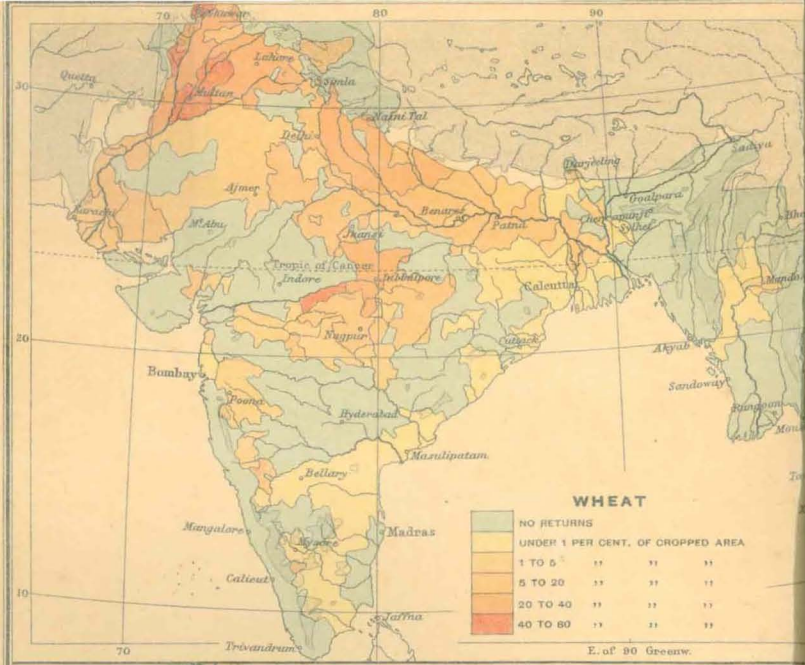 70
80
90
Lahore
Quetta
Simla
30
Multan
Naini Tal
Delhi
Sadiya
Darjeeling
Ajmer
Goalpara
Karachi
Benares
Cherrapunji
Mt. Abu
Patna
Sylhet
Jhansi
Tropic of Cancer
Jubbulpore
Indore
Calcutta
Nagpur
20
Cuttack
Akyab
Bombay
Sandoway
Poona
Rangoon
Hyderabad
Masulipatam
Bellary
WHEAT
NO RETURNS
Mangalore
Madras
UNDER 1 PER CENT. OF CROPPED AREA
Mysore
1 TO 5 " " "
Calicut
5 TO 20 " " "
10
20 TO 40 " " "
Jaffna
40 TO 60 " " "
Trivandrum
70
E. of 90 Greenw.